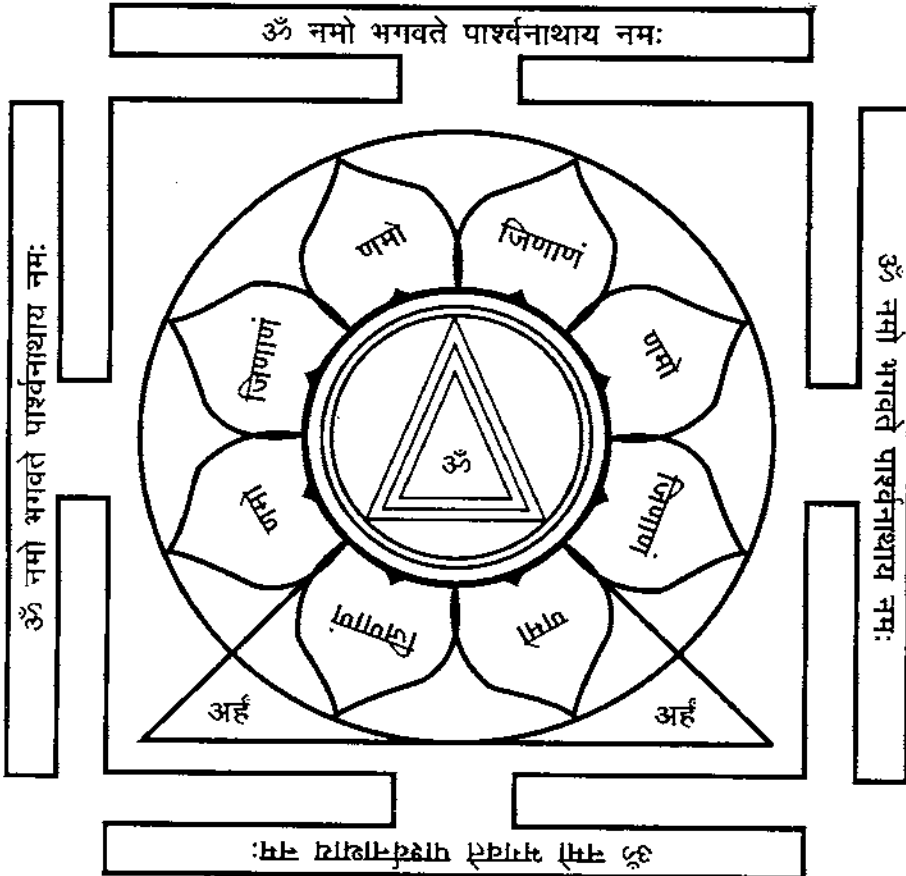 ॐ नमो भगवते पार्श्वनाथाय नमः
ॐ नमो भगवते पार्श्वनाथाय नमः
ॐ नमो भगवते पार्श्वनाथाय नमः
ॐ नमो भगवते पार्श्वनाथाय नमः
णमो
जिणाणं
णमो
जिणाणं
णमो
जिणाणं
णमो
जिणाणं
ॐ
अर्हं
अर्हं